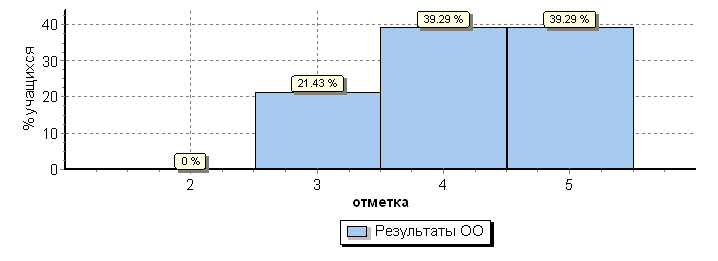 39.29 %
39.29 %
21.43 %
0 %
40
30
20
10
0
% учащихся
2 3 4 5
отметка
Результаты ОО